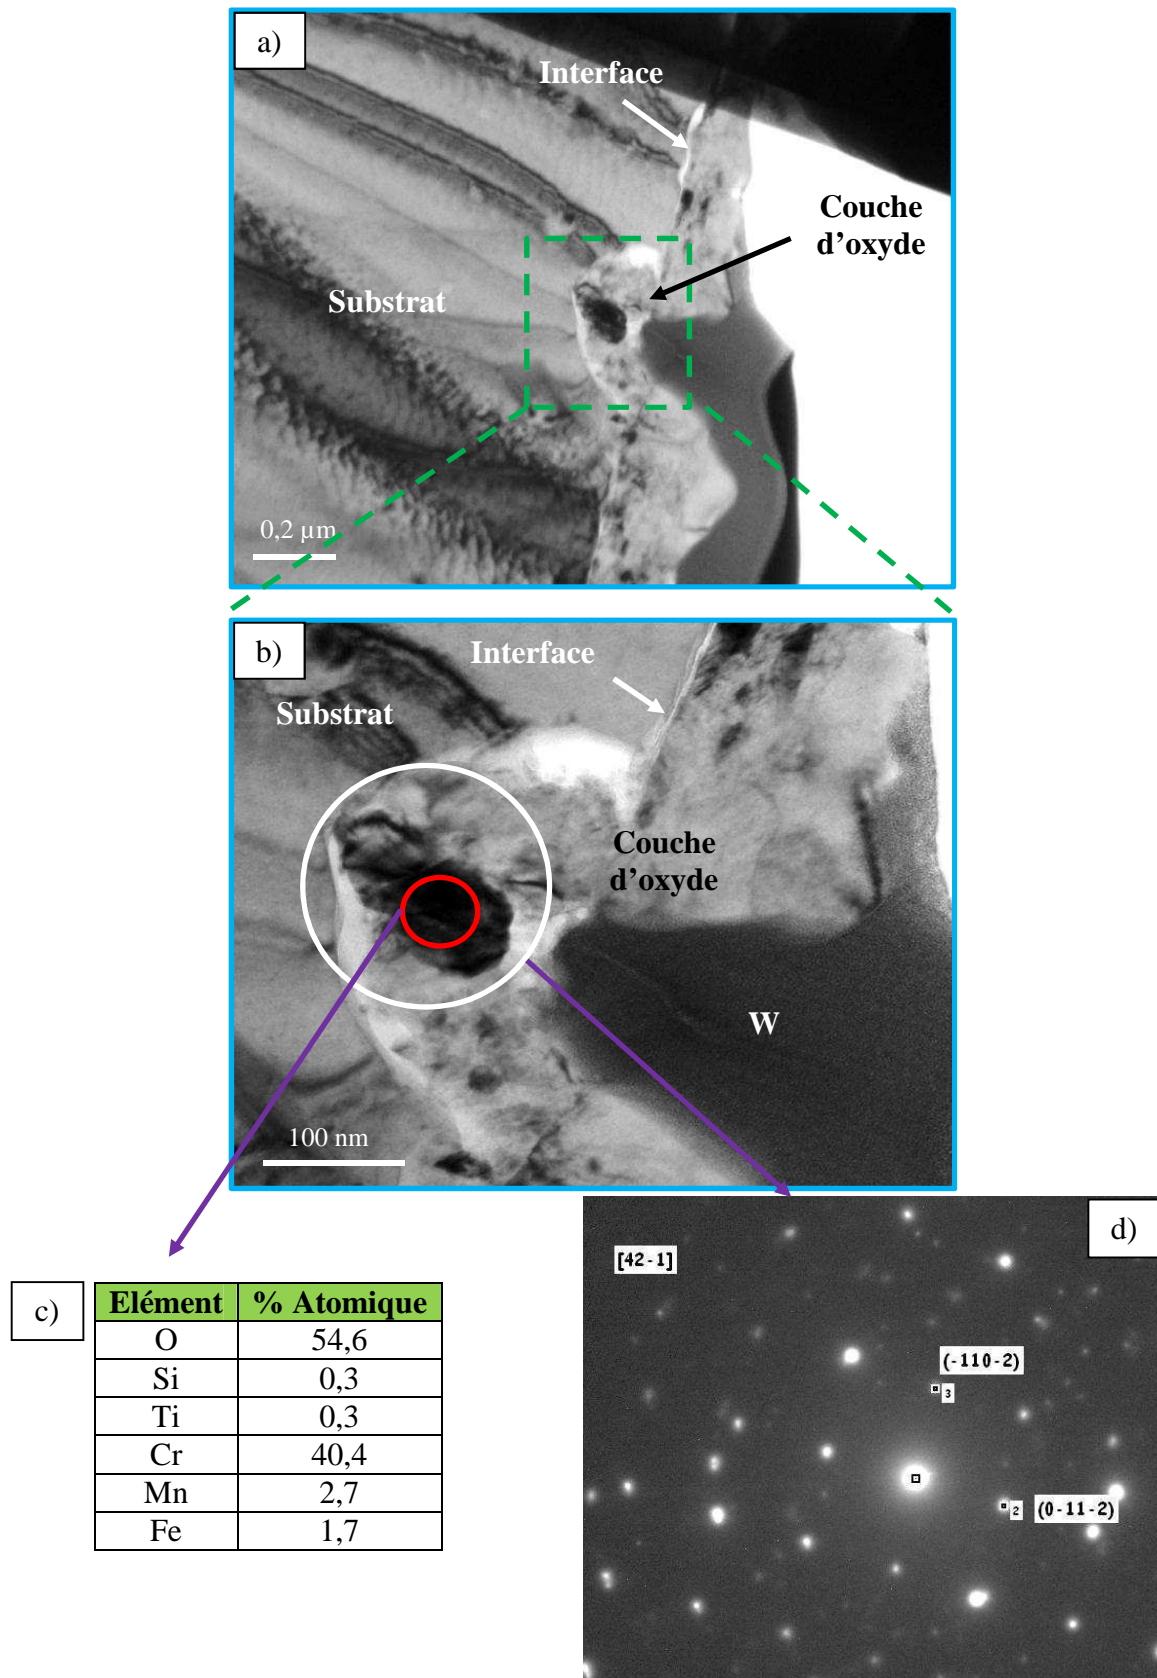 a)
Interface
Couche
d'oxyde
Substrat
0,2 µm
b)
Interface
Substrat
Couche
d'oxyde
W
100 nm
c)
Elément % Atomique
O 54,6
Si 0,3
Ti 0,3
Cr 40,4
Mn 2,7
Fe 1,7
d)
[42-1]
(-110-2)
3
2
(0-11-2)